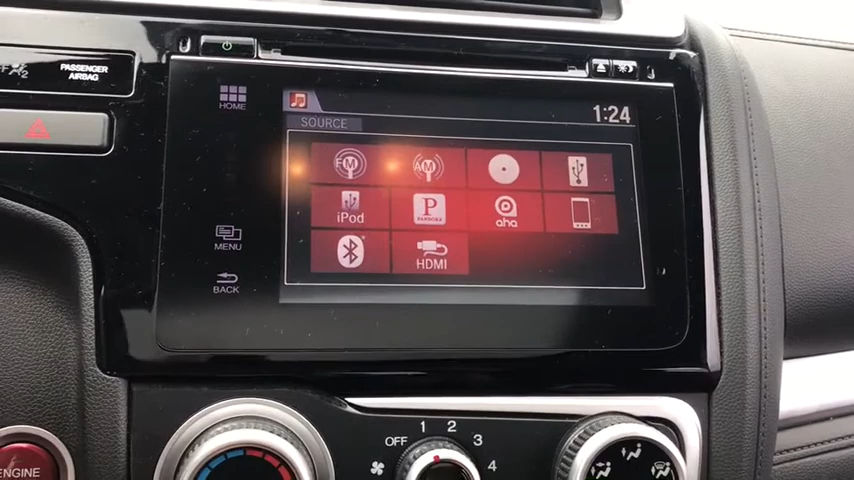 PASSENGER
AIRBAG
HOME
1:24
SOURCE
FM
AM
iPod
P
PANDORA
aha
MENU
HDMI
BACK
OFF 1 2 3 4
ENGINE